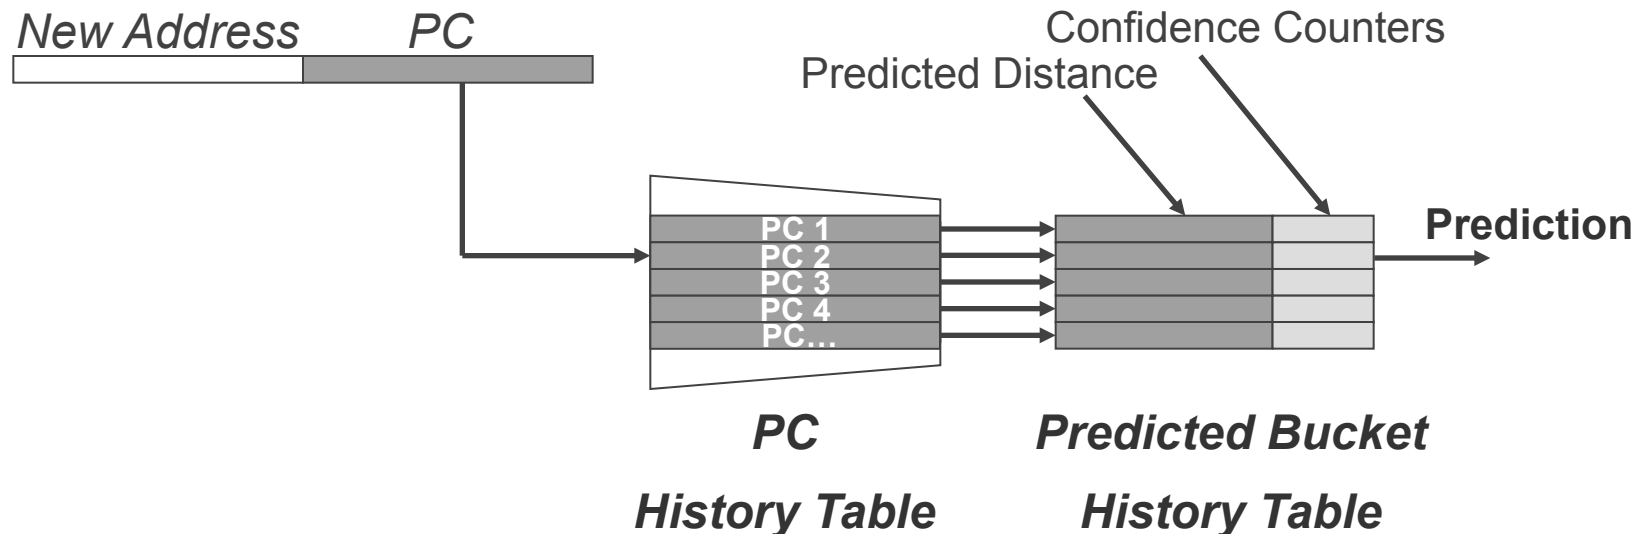 New Address PC
Confidence Counters
Predicted Distance
PC 1
PC 2
PC 3
PC 4
PC...
Prediction
PC
History Table
Predicted Bucket
History Table